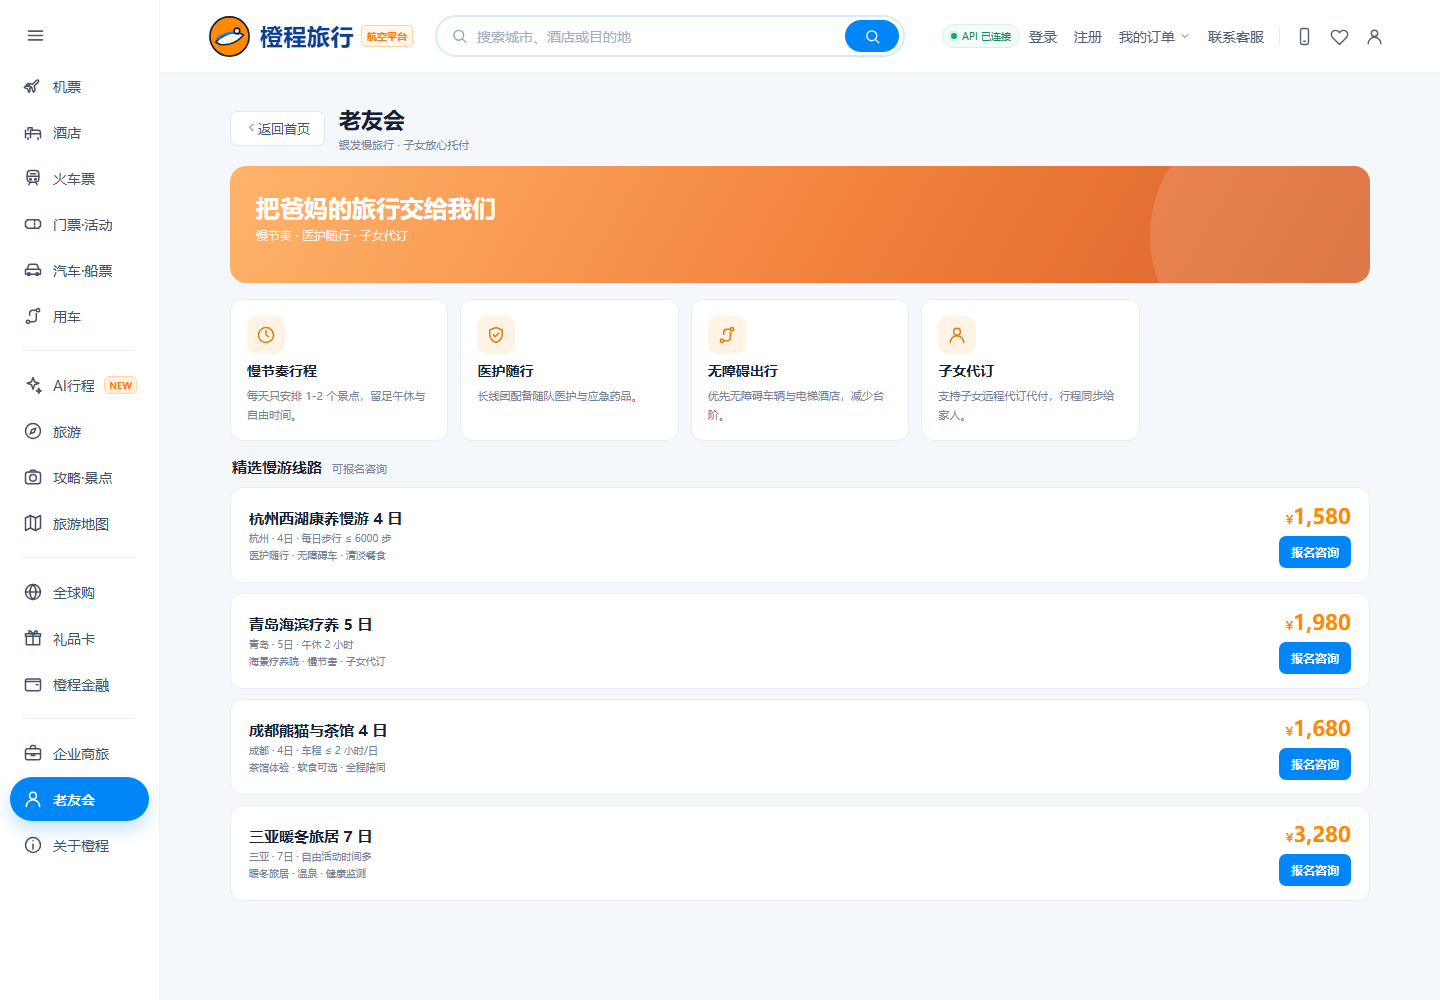 橙程旅行 航空平台
搜索城市、酒店或目的地
API 已连接 登录 注册 我的订单 联系客服
机票
酒店
火车票
门票·活动
汽车·船票
用车
AI行程 NEW
旅游
攻略·景点
旅游地图
全球购
礼品卡
橙程金融
企业商旅
老友会
关于橙程
返回首页
老友会
银发慢旅行 · 子女放心托付
把爸妈的旅行交给我们
慢节奏 · 医护随行 · 子女代订
慢节奏行程
每天只安排 1-2 个景点，留足午休与
自由时间。
医护随行
长线团配备随队医护与应急药品。
无障碍出行
优先无障碍车辆与电梯酒店，减少台
阶。
子女代订
支持子女远程代订代付，行程同步给
家人。
精选慢游线路 可报名咨询
杭州西湖康养慢游 4 日
杭州 · 4日 · 每日步行 ≤ 6000 步
医护随行 · 无障碍车 · 清淡餐食
¥1,580
报名咨询
青岛海滨疗养 5 日
青岛 · 5日 · 午休 2 小时
海景疗养院 · 慢节奏 · 子女代订
¥1,980
报名咨询
成都熊猫与茶馆 4 日
成都 · 4日 · 车程 ≤ 2 小时/日
茶馆体验 · 软食可选 · 全程陪同
¥1,680
报名咨询
三亚暖冬旅居 7 日
三亚 · 7日 · 自由活动时间多
暖冬旅居 · 温泉 · 健康监测
¥3,280
报名咨询